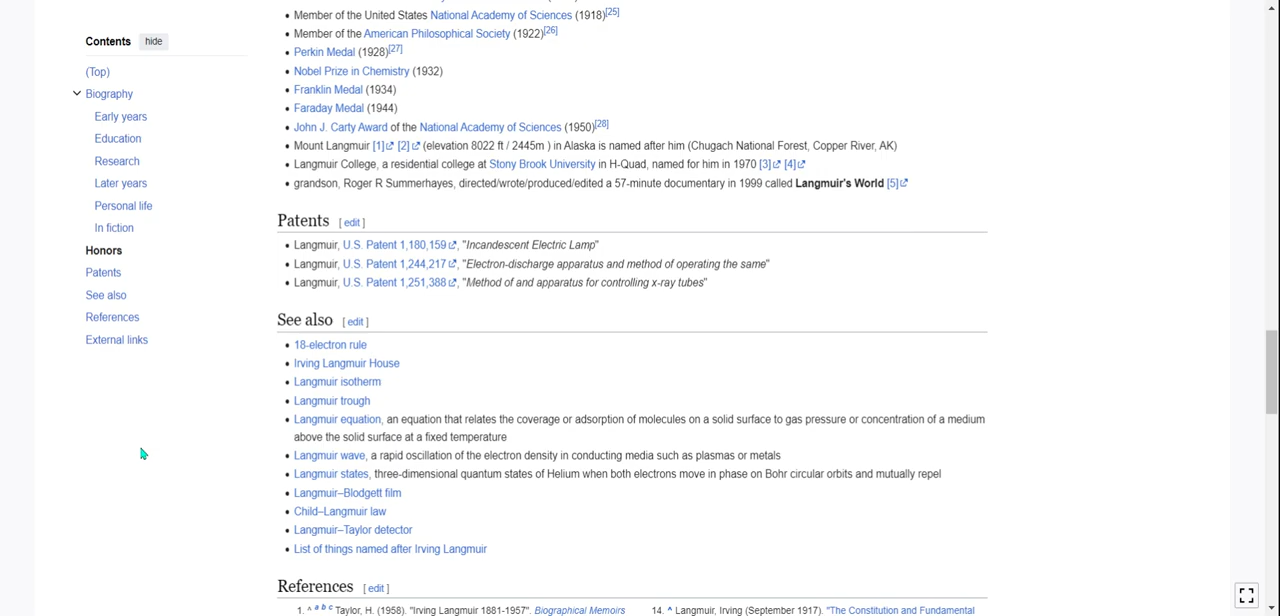 Member of the United States National Academy of Sciences (1918)[25]
Contents hide
Member of the American Philosophical Society (1922)[26]
Perkin Medal (1928)[27]
(Top)
Nobel Prize in Chemistry (1932)
Biography
Franklin Medal (1934)
Early years
Faraday Medal (1944)
Education
John J. Carty Award of the National Academy of Sciences (1950)[28]
Research
Mount Langmuir [1] [2] (elevation 8022 ft / 2445m ) in Alaska is named after him (Chugach National Forest, Copper River, AK)
Later years
Langmuir College, a residential college at Stony Brook University in H-Quad, named for him in 1970 [3] [4]
Personal life
grandson, Roger R Summerhayes, directed/wrote/produced/edited a 57-minute documentary in 1999 called Langmuir's World [5]
In fiction
Patents [ edit ]
Honors
Langmuir, U.S. Patent 1,180,159, "Incandescent Electric Lamp"
Patents
Langmuir, U.S. Patent 1,244,217, "Electron-discharge apparatus and method of operating the same"
See also
Langmuir, U.S. Patent 1,251,388, "Method of and apparatus for controlling x-ray tubes"
References
See also [ edit ]
External links
18-electron rule
Irving Langmuir House
Langmuir isotherm
Langmuir trough
Langmuir equation, an equation that relates the coverage or adsorption of molecules on a solid surface to gas pressure or concentration of a medium
above the solid surface at a fixed temperature
Langmuir wave, a rapid oscillation of the electron density in conducting media such as plasmas or metals
Langmuir states, three-dimensional quantum states of Helium when both electrons move in phase on Bohr circular orbits and mutually repel
Langmuir–Blodgett film
Child–Langmuir law
Langmuir–Taylor detector
List of things named after Irving Langmuir
References [ edit ]
1. ^ a b c Taylor, H. (1958). "Irving Langmuir 1881-1957". Biographical Memoirs
14. ^ Langmuir, Irving (September 1917). "The Constitution and Fundamental